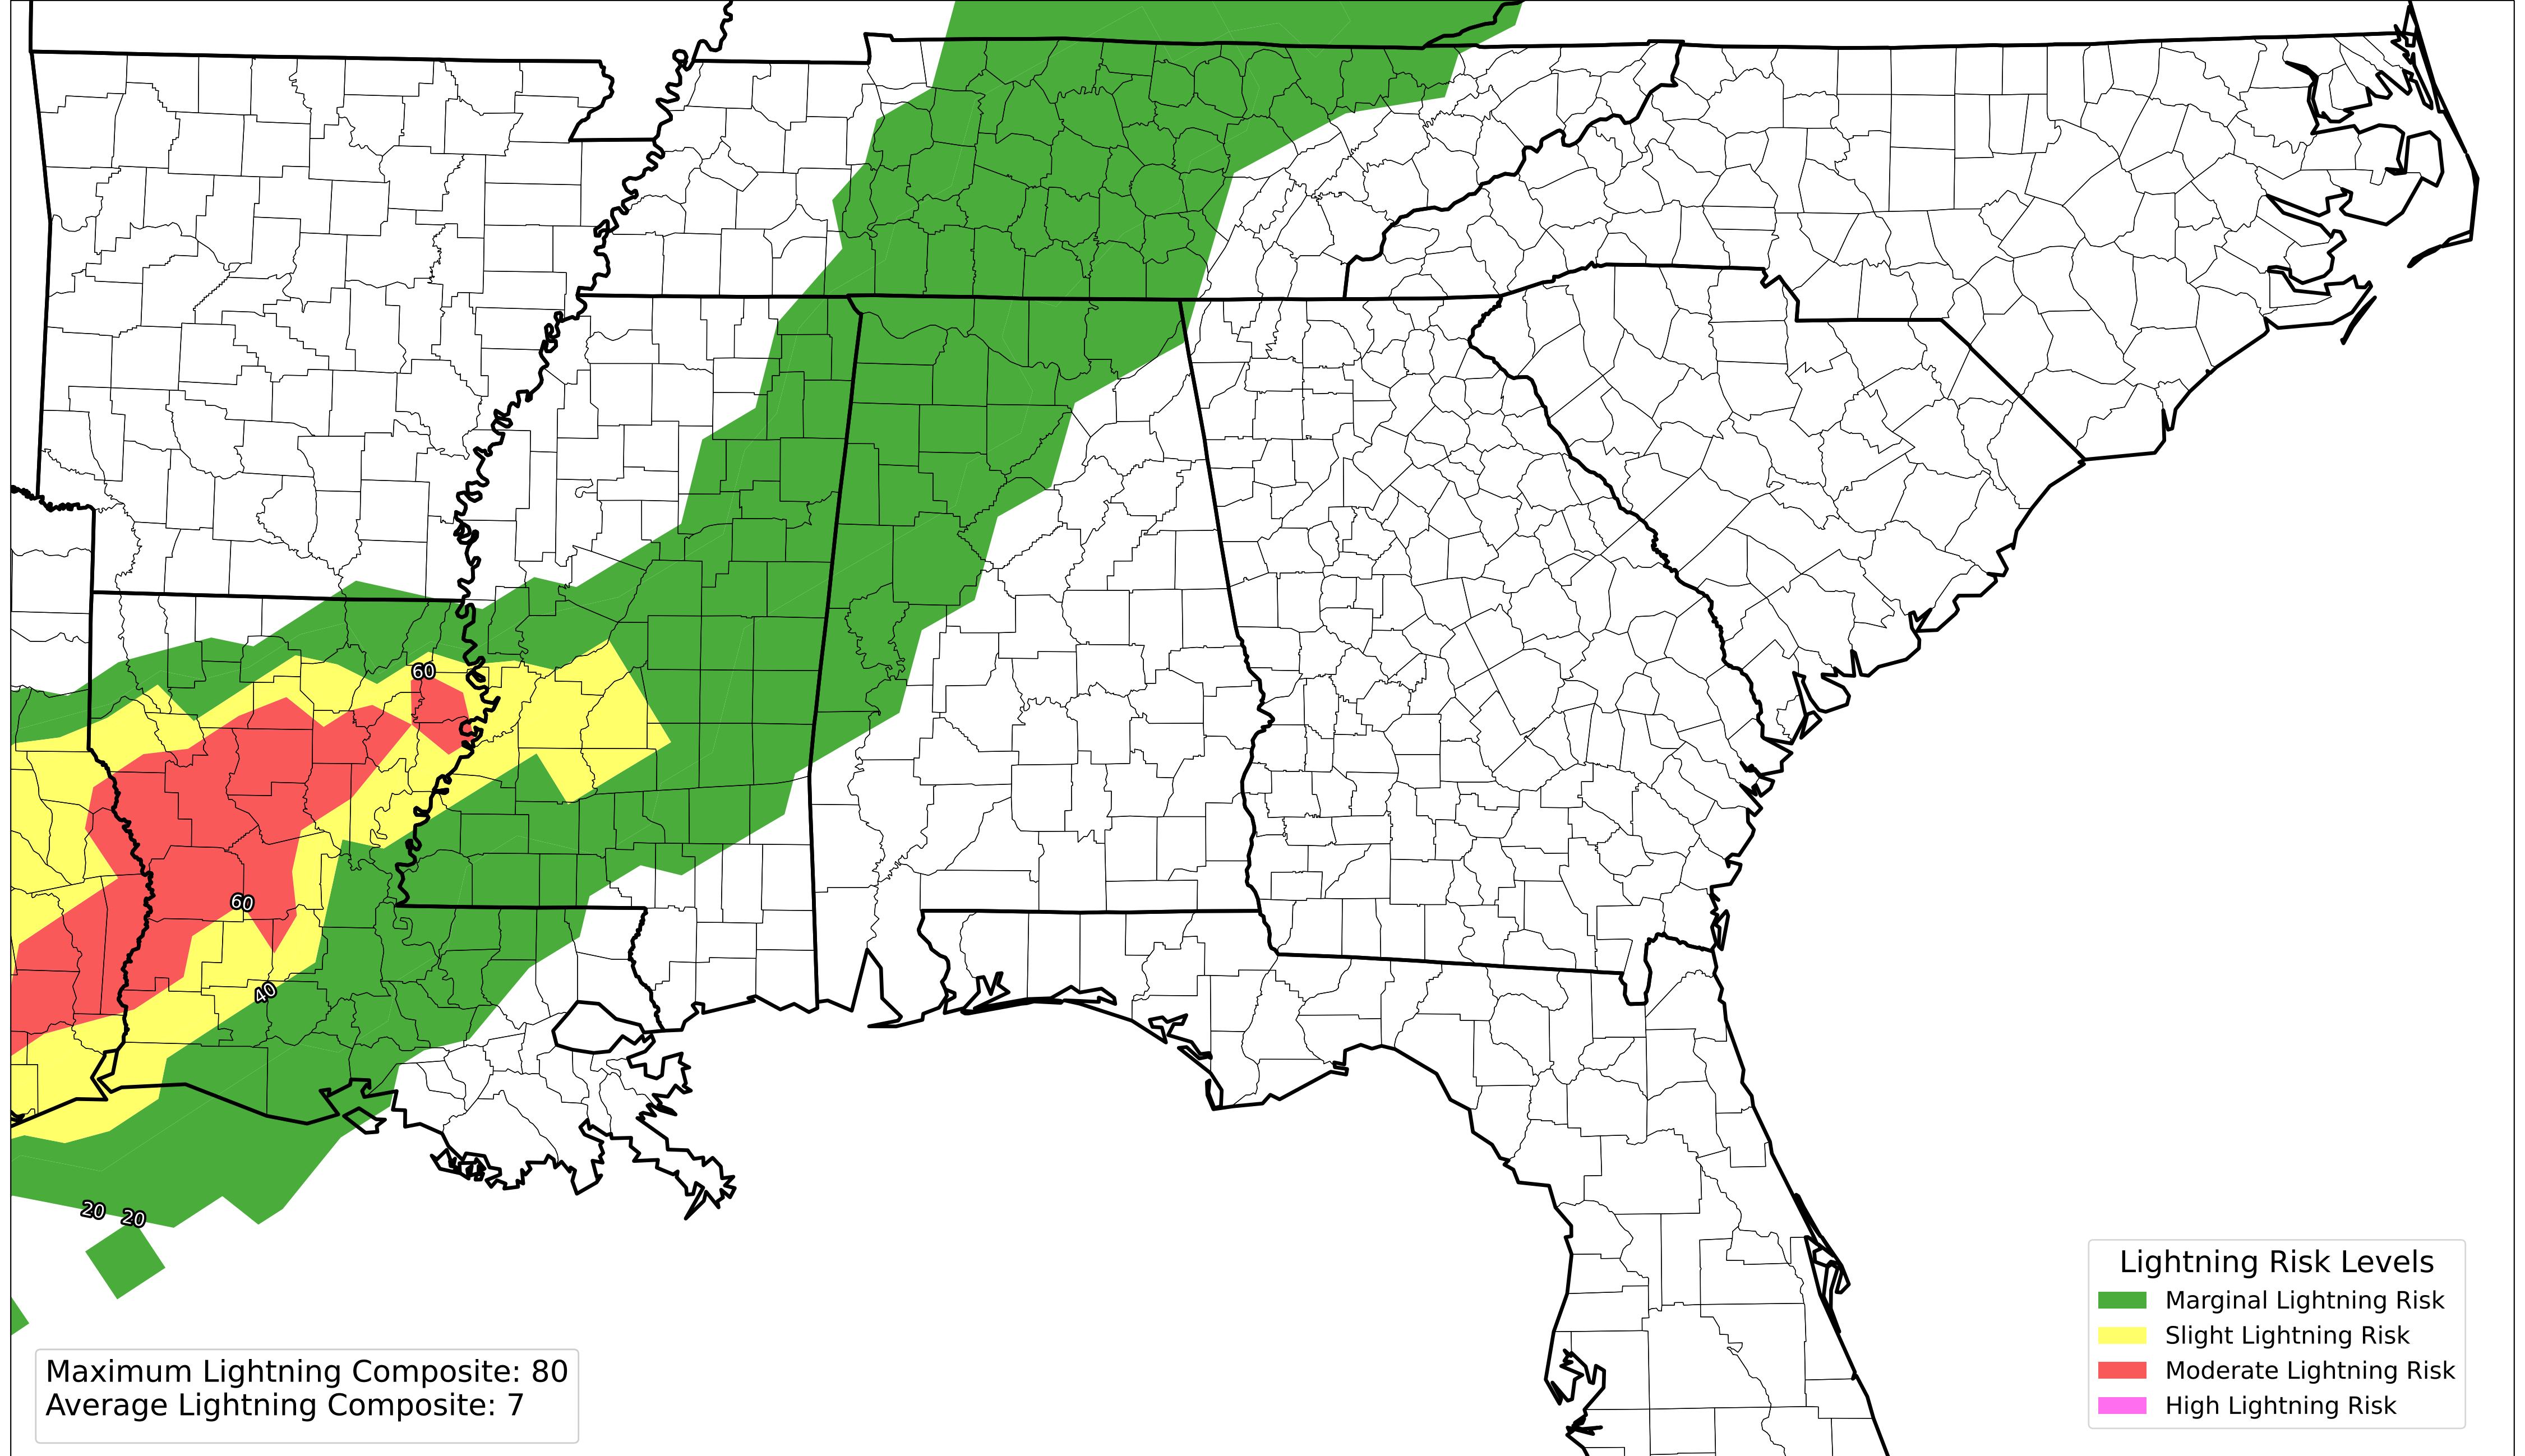 60
60
40
20 20
Maximum Lightning Composite: 80
Average Lightning Composite: 7
Lightning Risk Levels
Marginal Lightning Risk
Slight Lightning Risk
Moderate Lightning Risk
High Lightning Risk